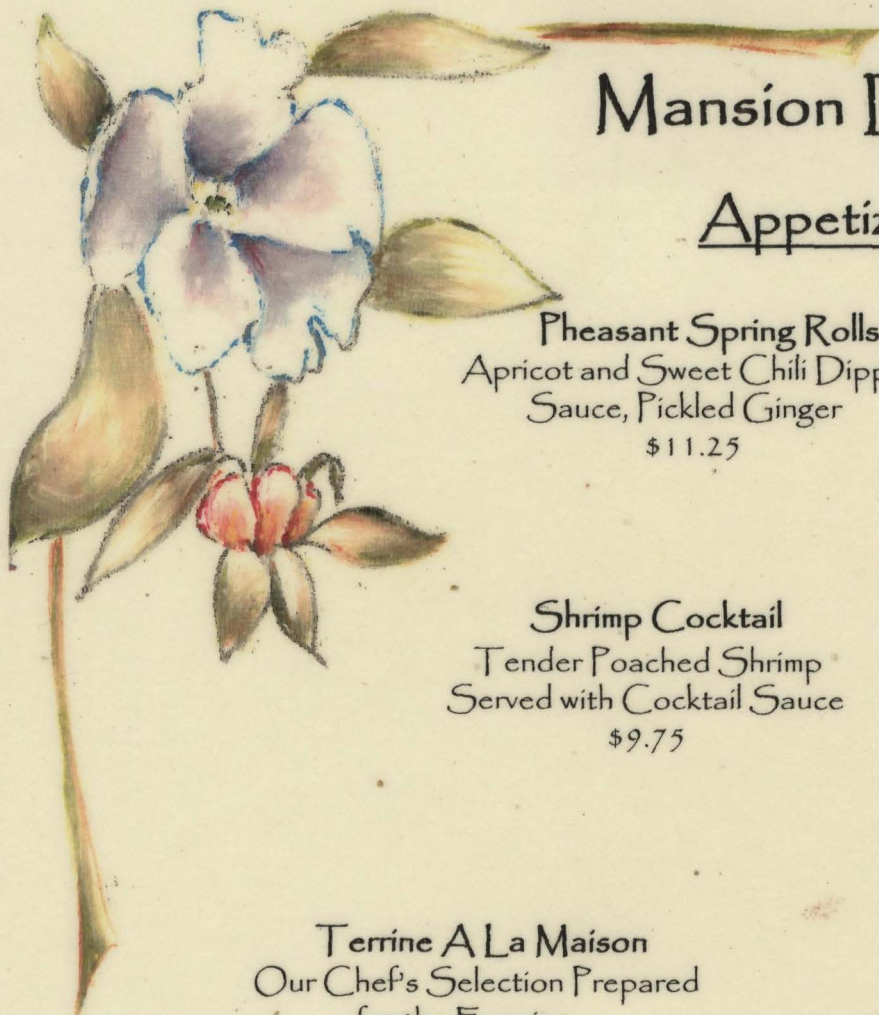 Mansion
Appetiz
Pheasant Spring Rolls
Apricot and Sweet Chili Dipp
Sauce, Pickled Ginger
$11.25
Shrimp Cocktail
Tender Poached Shrimp
Served with Cocktail Sauce
$9.75
Terrine A La Maison
Our Chef's Selection Prepared